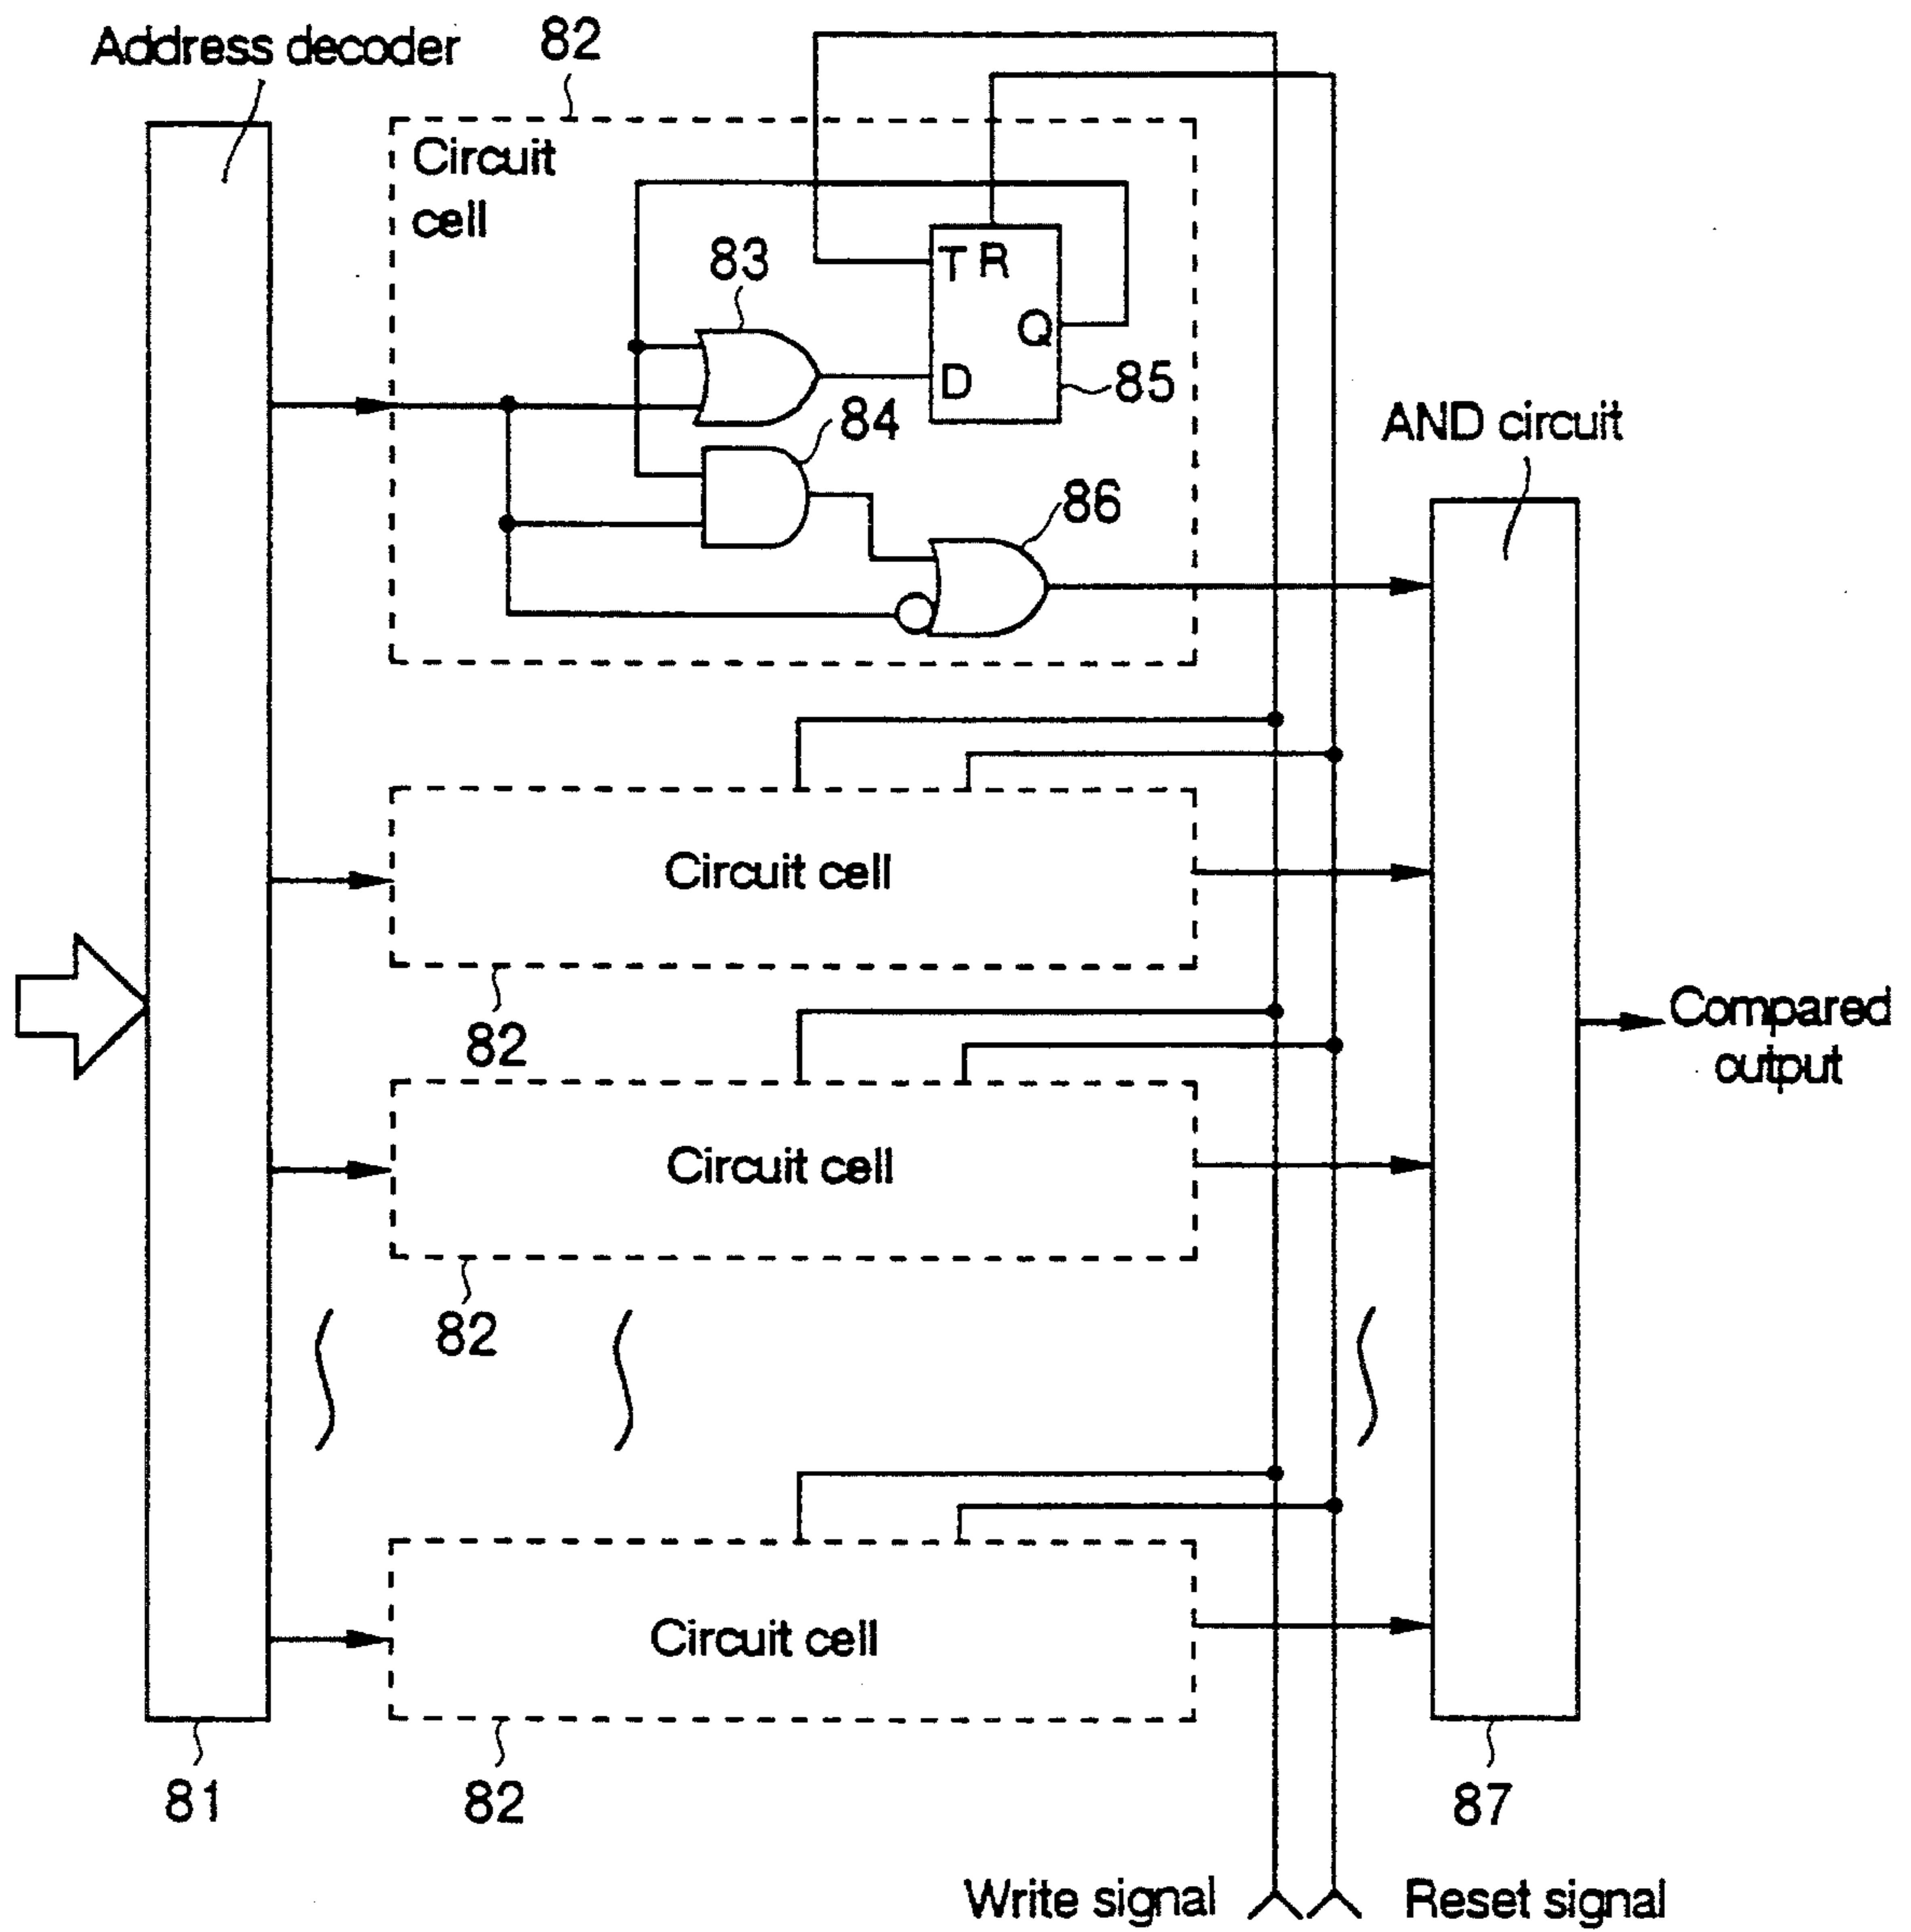 Address decoder
82
Circuit
cell
83
T R
Q
D
85
84
AND circuit
86
Circuit cell
82
Compared
output
Circuit cell
82
Circuit cell
81
82
87
Write signal
Reset signal